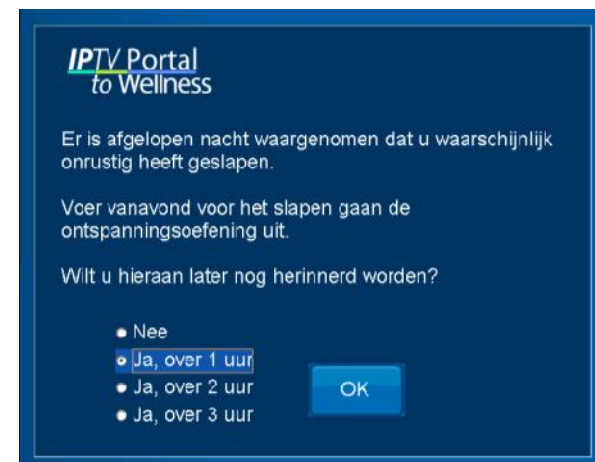 IPTV Portal
to Wellness
Er is afgelopen nacht waargenomen dat u waarschijnlijk
onrustig heeft geslapen.
Voer vanavond voor het slapen gaan de
ontspanningsoefening uit.
Wilt u hieraan later nog herinnerd worden?
Nee
Ja, over 1 uur
Ja, over 2 uur
OK
Ja, over 3 uur